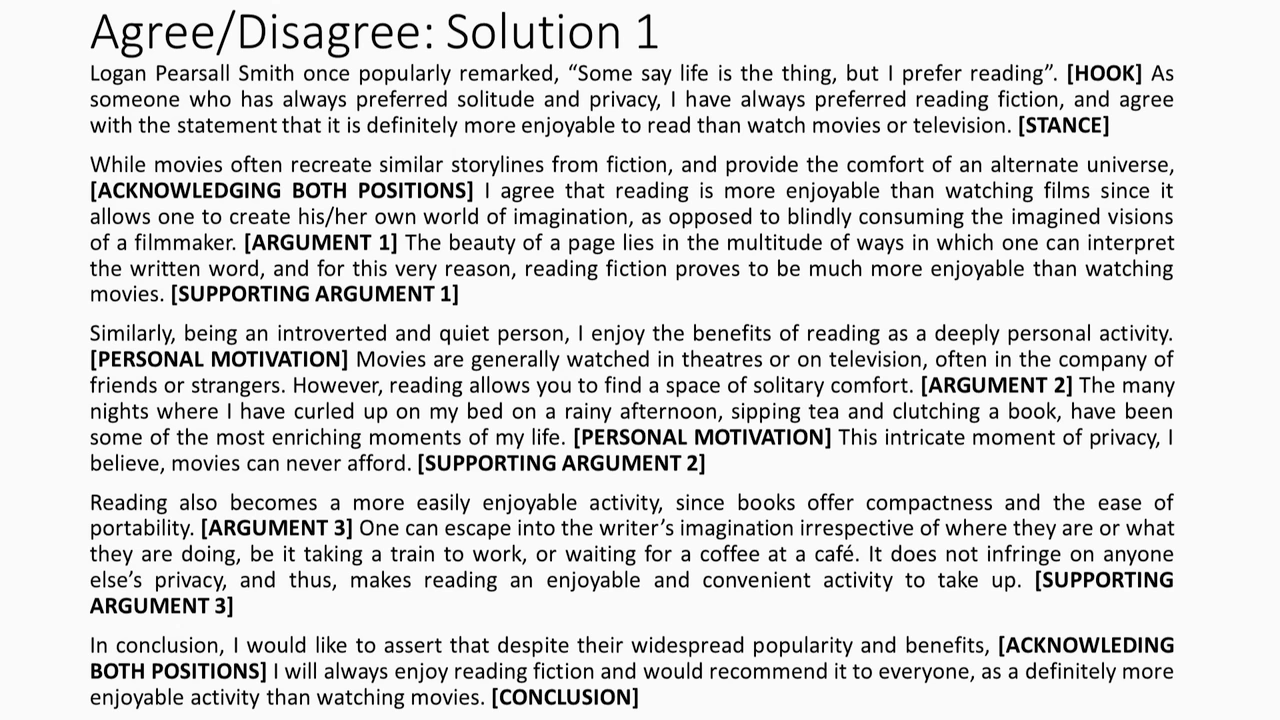 Agree/Disagree: Solution 1
Logan Pearsall Smith once popularly remarked, “Some say life is the thing, but I prefer reading”. [HOOK] As
someone who has always preferred solitude and privacy, I have always preferred reading fiction, and agree
with the statement that it is definitely more enjoyable to read than watch movies or television. [STANCE]
While movies often recreate similar storylines from fiction, and provide the comfort of an alternate universe,
[ACKNOWLEDGING BOTH POSITIONS] I agree that reading is more enjoyable than watching films since it
allows one to create his/her own world of imagination, as opposed to blindly consuming the imagined visions
of a filmmaker. [ARGUMENT 1] The beauty of a page lies in the multitude of ways in which one can interpret
the written word, and for this very reason, reading fiction proves to be much more enjoyable than watching
movies. [SUPPORTING ARGUMENT 1]
Similarly, being an introverted and quiet person, I enjoy the benefits of reading as a deeply personal activity.
[PERSONAL MOTIVATION] Movies are generally watched in theatres or on television, often in the company of
friends or strangers. However, reading allows you to find a space of solitary comfort. [ARGUMENT 2] The many
nights where I have curled up on my bed on a rainy afternoon, sipping tea and clutching a book, have been
some of the most enriching moments of my life. [PERSONAL MOTIVATION] This intricate moment of privacy, I
believe, movies can never afford. [SUPPORTING ARGUMENT 2]
Reading also becomes a more easily enjoyable activity, since books offer compactness and the ease of
portability. [ARGUMENT 3] One can escape into the writer’s imagination irrespective of where they are or what
they are doing, be it taking a train to work, or waiting for a coffee at a café. It does not infringe on anyone
else’s privacy, and thus, makes reading an enjoyable and convenient activity to take up. [SUPPORTING
ARGUMENT 3]
In conclusion, I would like to assert that despite their widespread popularity and benefits, [ACKNOWLEDING
BOTH POSITIONS] I will always enjoy reading fiction and would recommend it to everyone, as a definitely more
enjoyable activity than watching movies. [CONCLUSION]